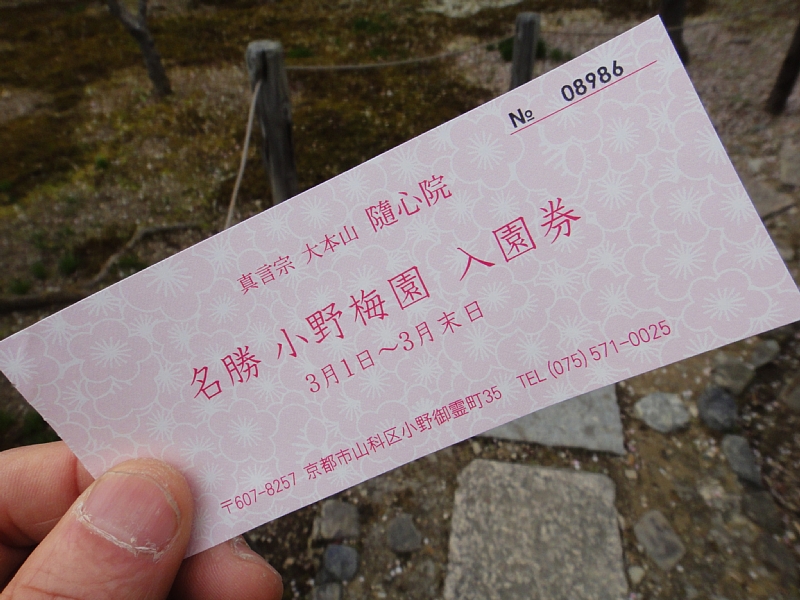 № 08986
真言宗 大本山 隨心院
名勝 小野梅園 入園券
3月1日～3月末日
〒607-8257 京都市山科区小野御霊町35 TEL (075) 571-0025